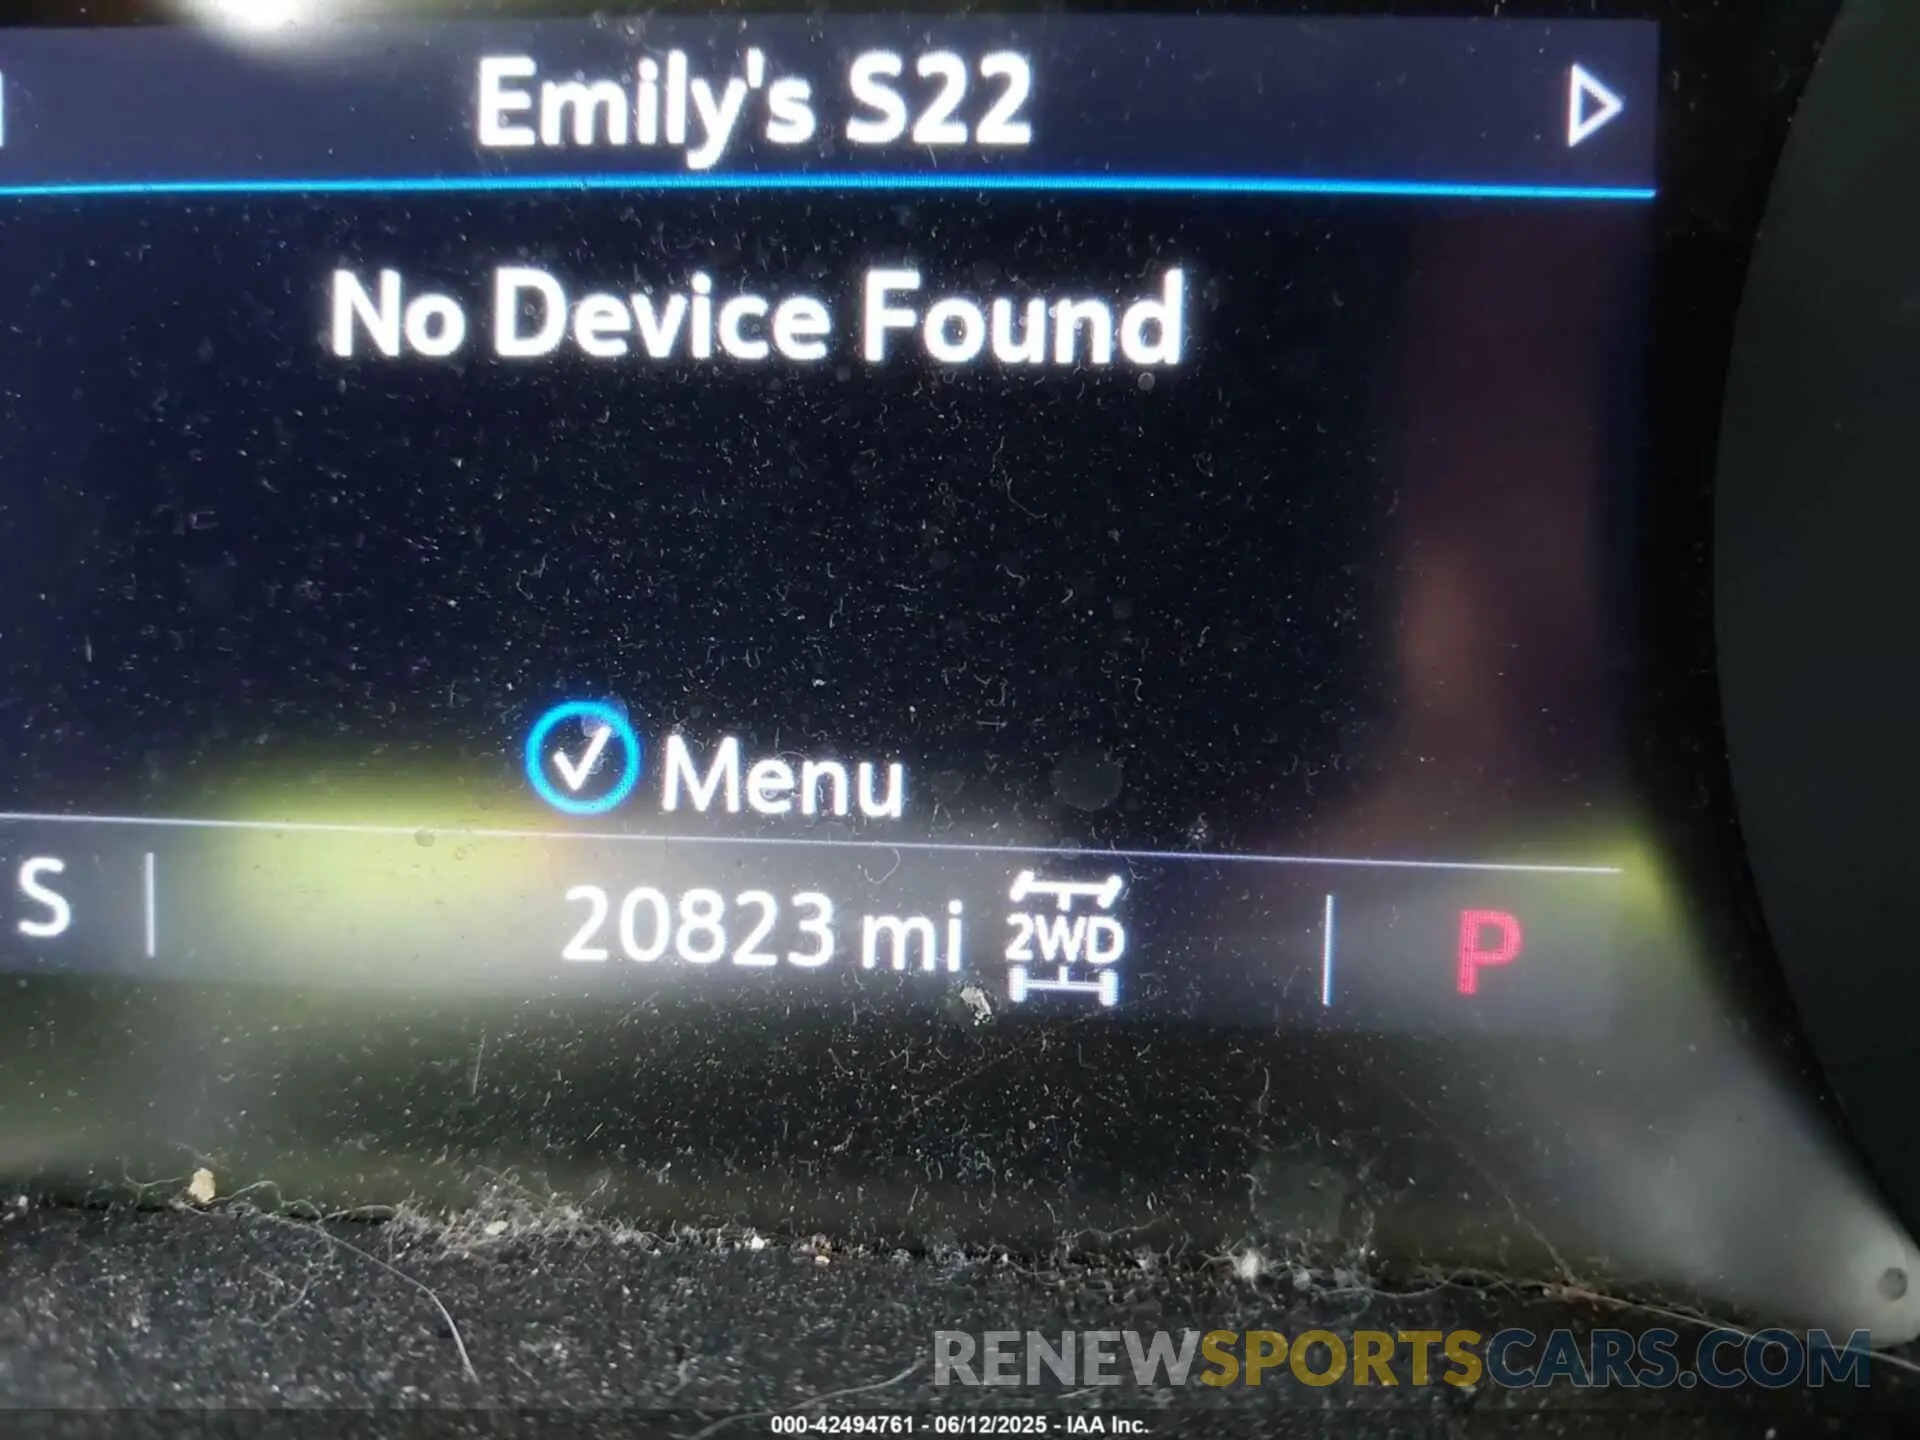 Emily's S22
No Device Found
Menu
S
20823 mi
2WD
P
RENEWSPORTSCARS.COM
000-42494761 - 06/12/2025 - IAA Inc.